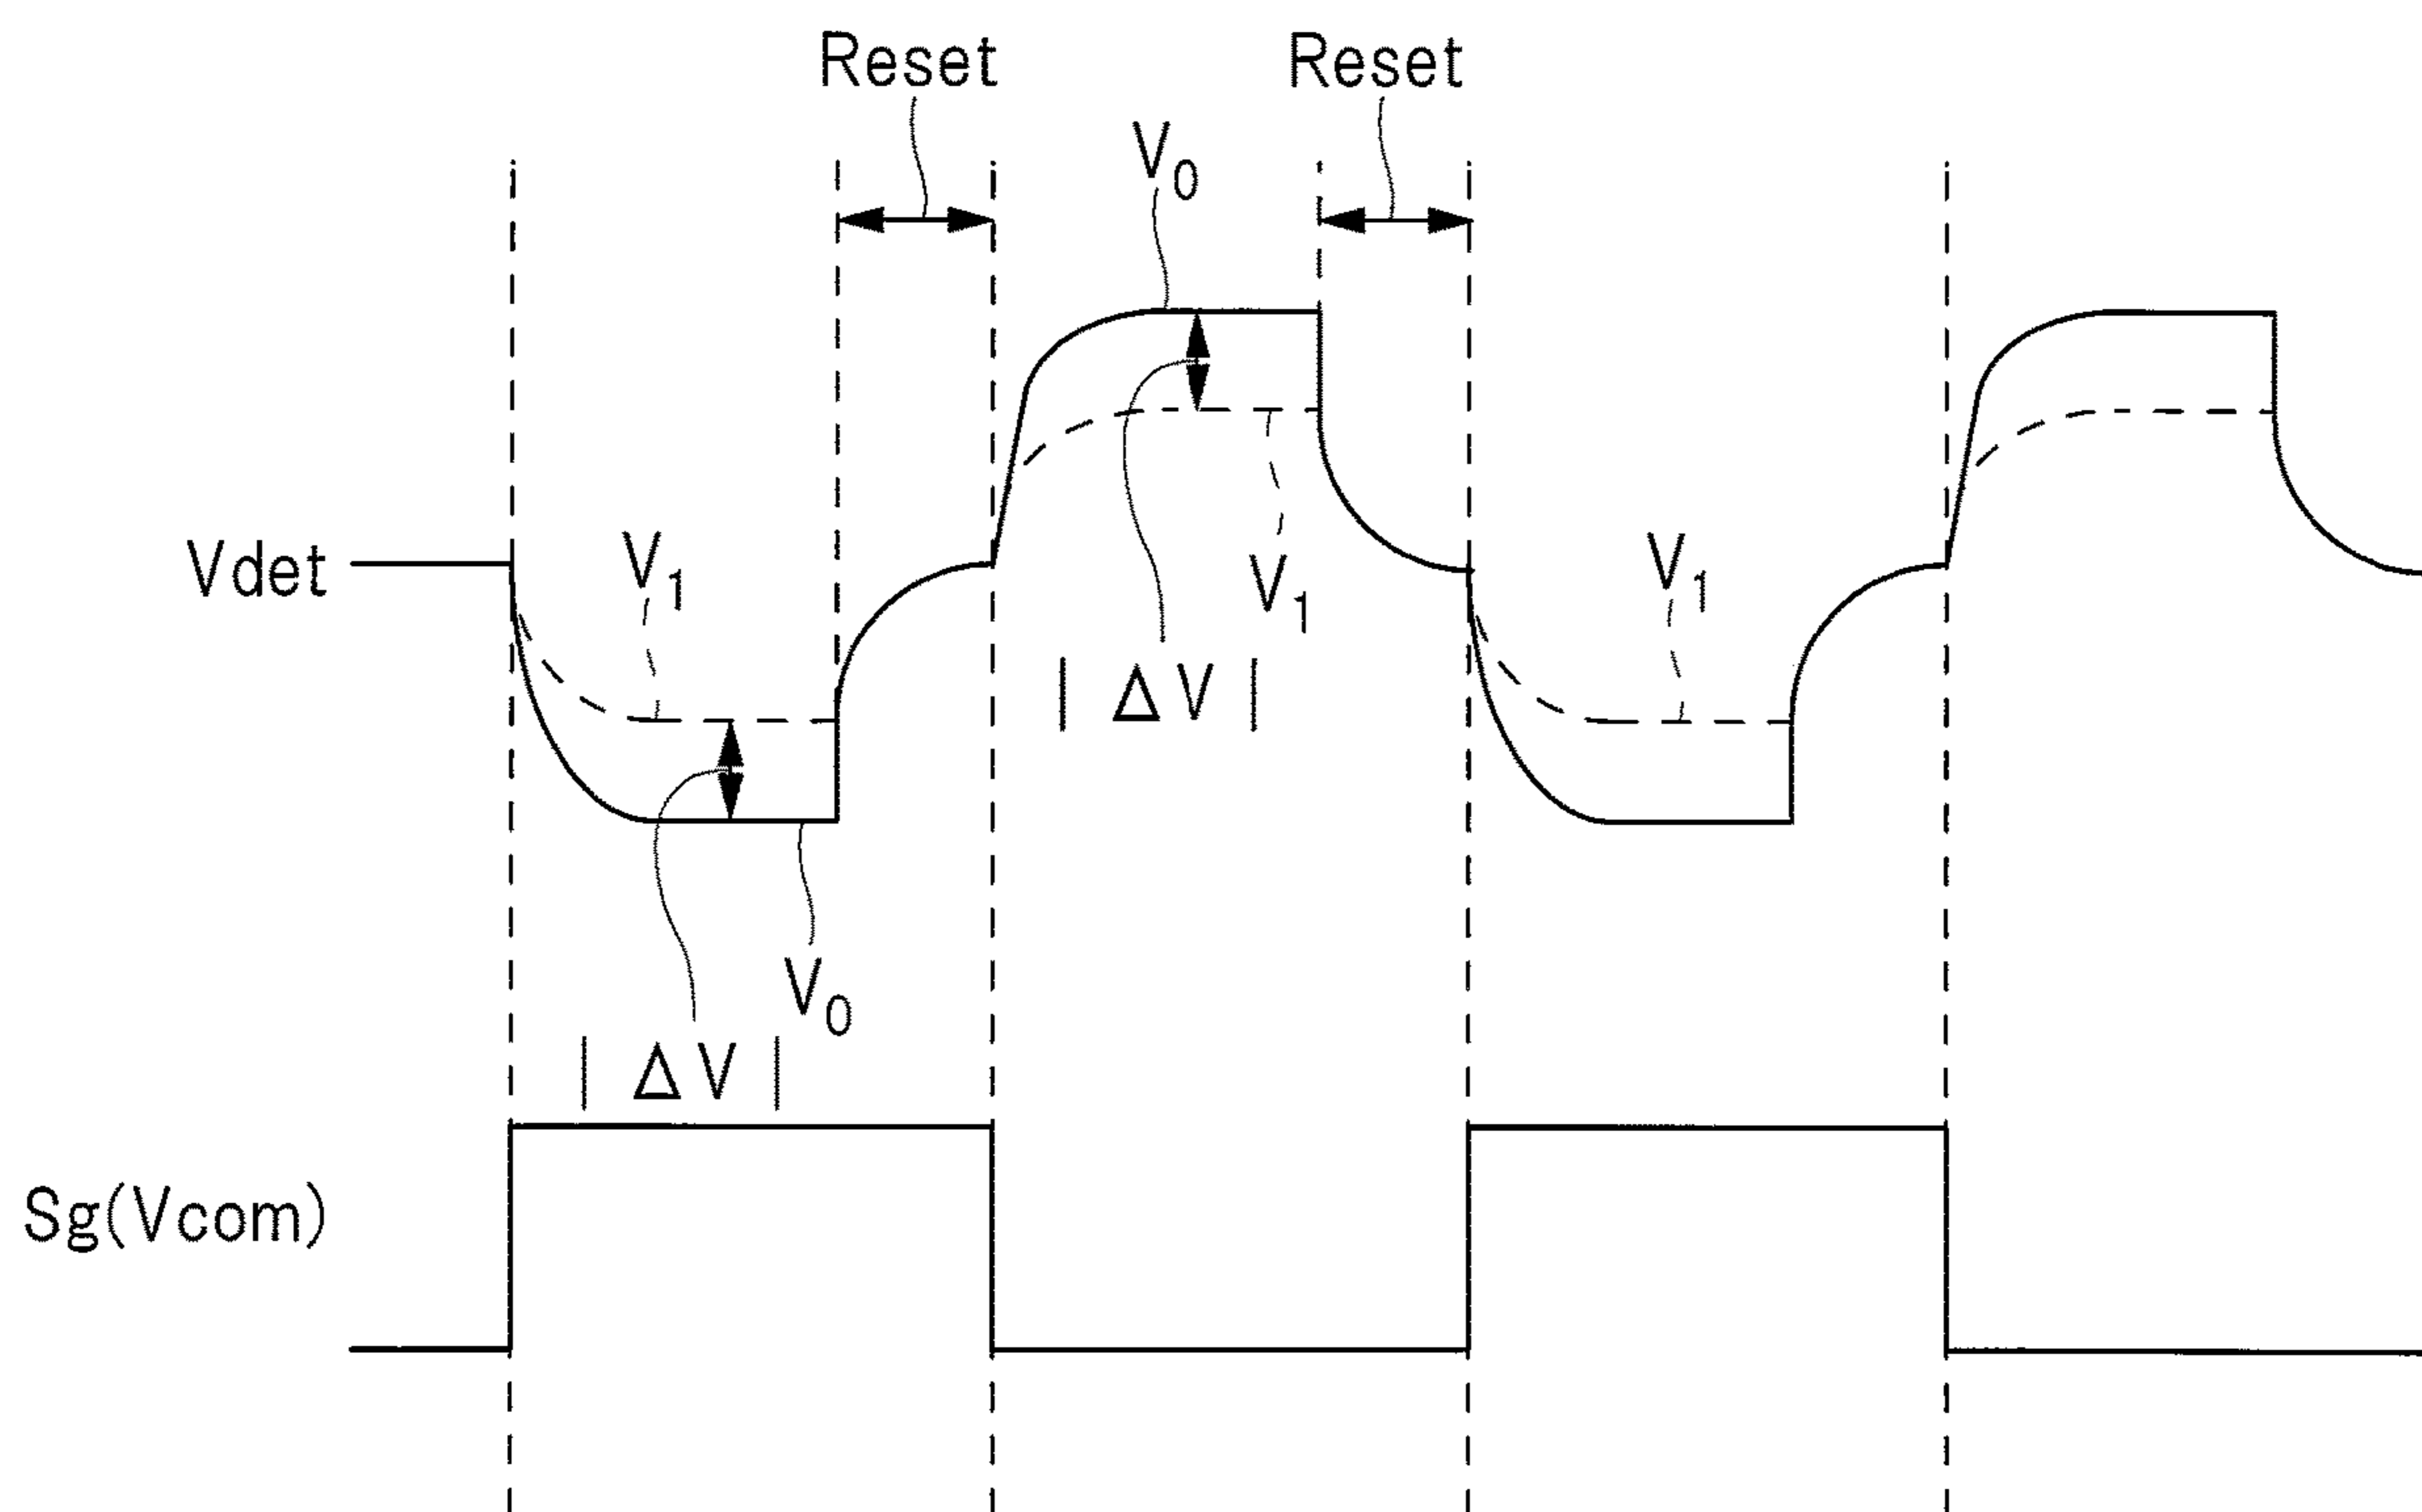 Reset
Reset
V0
Vdet
V1
V1
V1
| ΔV |
V0
| ΔV |
Sg(Vcom)